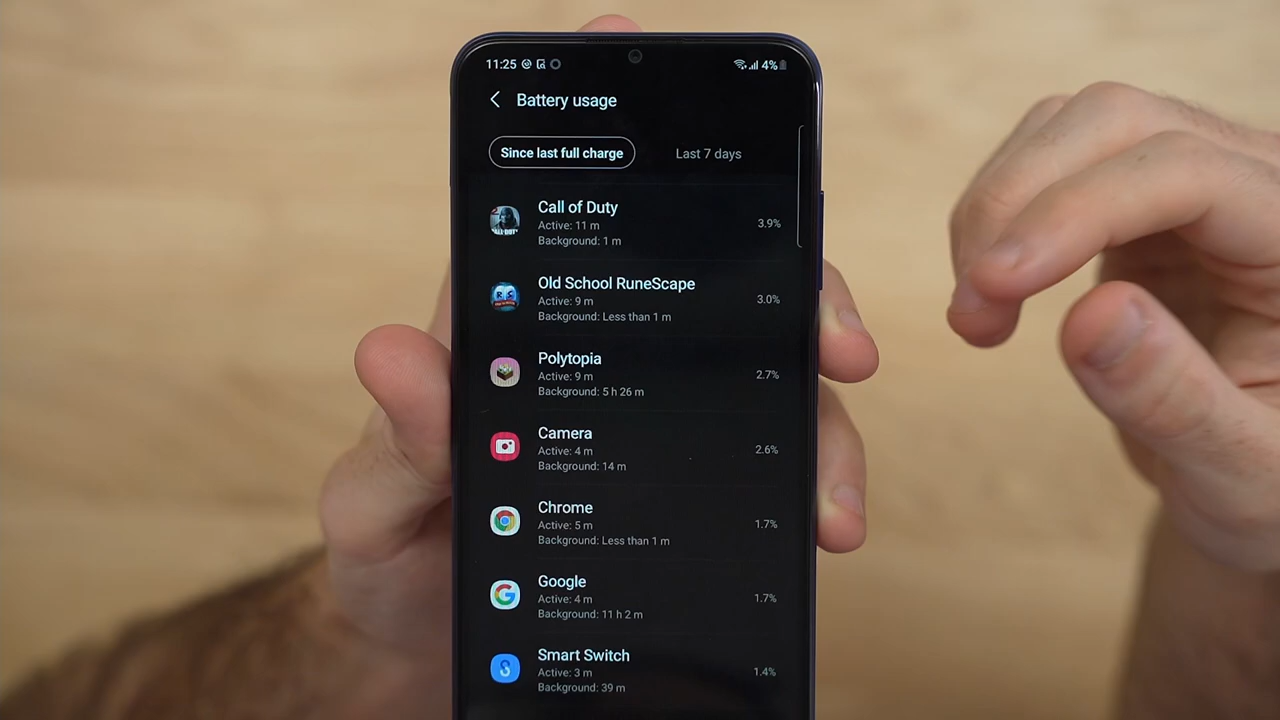 11:25
4%
Battery usage
Since last full charge
Last 7 days
Call of Duty
Active: 11 m
Background: 1 m
3.9%
Old School RuneScape
Active: 9 m
Background: Less than 1 m
3.0%
Polytopia
Active: 9 m
Background: 5 h 26 m
2.7%
Camera
Active: 4 m
Background: 14 m
2.6%
Chrome
Active: 5 m
Background: Less than 1 m
1.7%
Google
Active: 4 m
Background: 11 h 2 m
1.7%
Smart Switch
Active: 3 m
Background: 39 m
1.4%